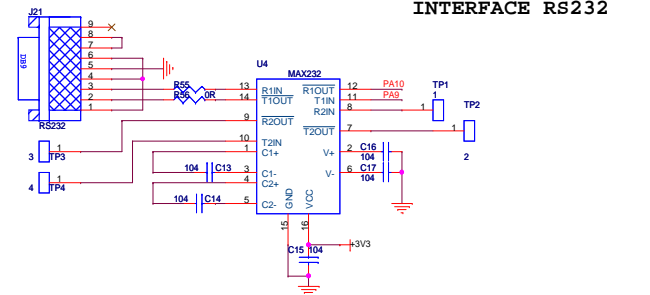 INTERFACE RS232
J21
DB9
9
8
7
6
5
4
3
2
1
RS232
R55
R56 0R
U4
MAX232
13 R1IN R1OUT 12 PA10
14 T1OUT T1IN 11 PA9
R2IN 8 1
TP1
1
9 R2OUT
T2OUT 7 1
TP2
2
10 T2IN
1 C1+
V+ 2 C16
104
3 C1-
104 C13
V- 6 C17
104
4 C2+
5 C2-
104 C14
3 1 TP3
4 1 TP4
GND
VCC
15
16
+3V3
C15 104